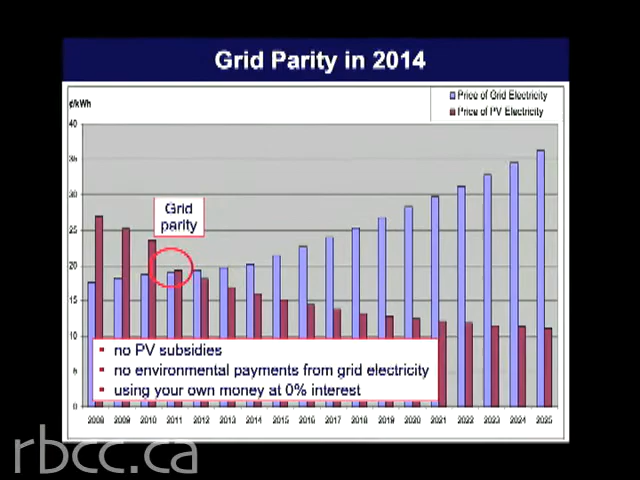 Grid Parity in 2014
¢/kWh
Price of Grid Electricity
Price of PV Electricity
40
35
30
25
20
15
10
5
0
Grid
parity
no PV subsidies
no environmental payments from grid electricity
using your own money at 0% interest
2008 2009 2010 2011 2012 2013 2014 2015 2016 2017 2018 2019 2020 2021 2022 2023 2024 2025
rbcc.ca